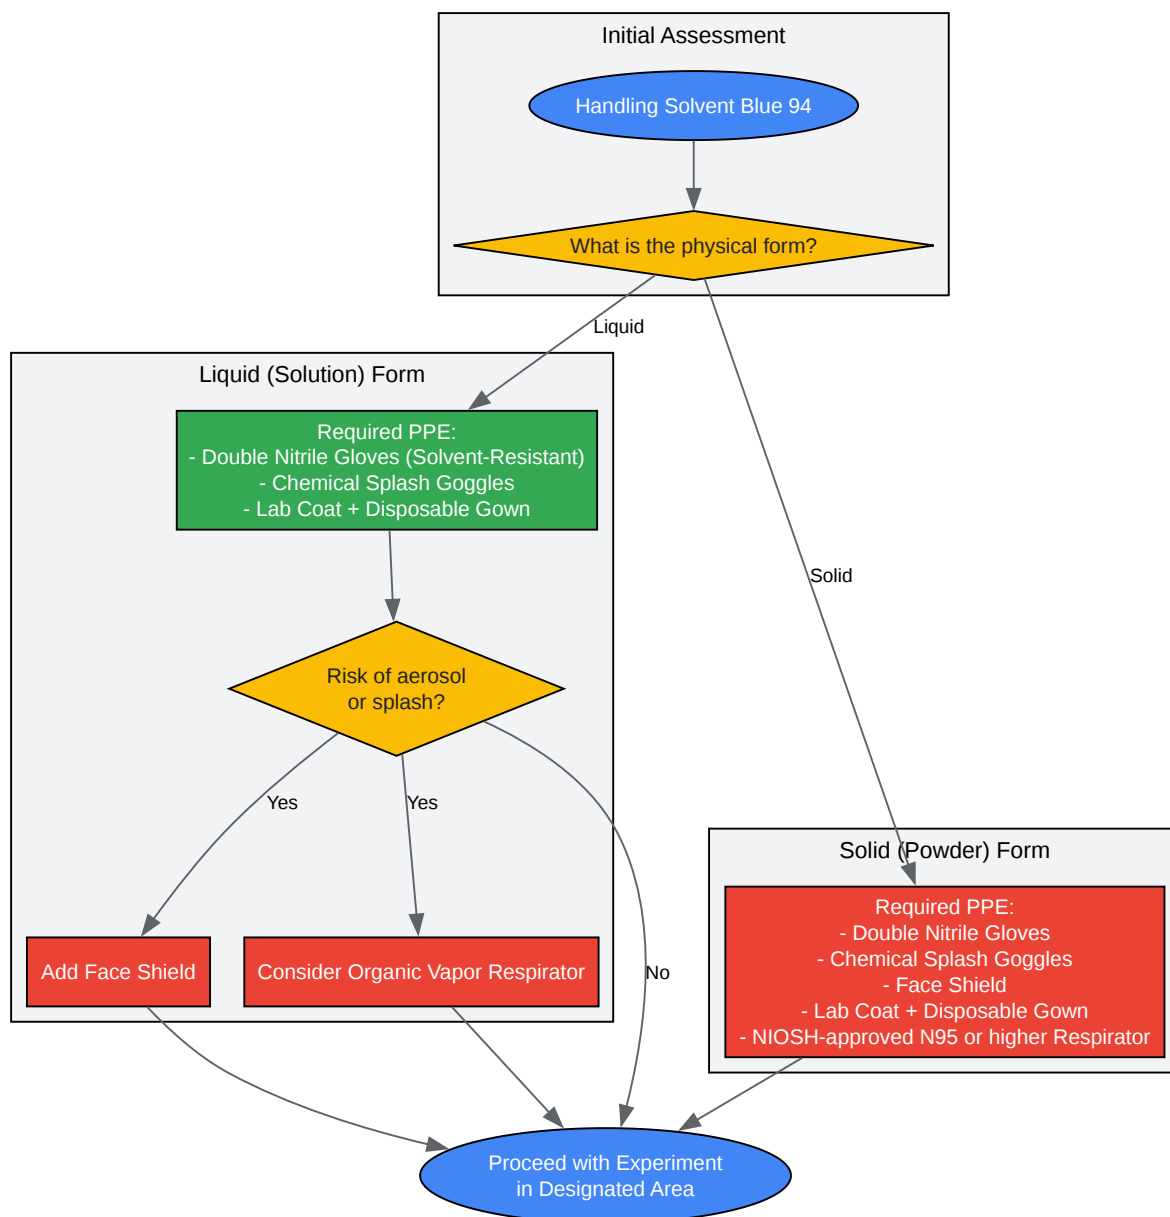 Initial Assessment
Handling Solvent Blue 94
What is the physical form?
Liquid
Liquid (Solution) Form
Required PPE:
- Double Nitrile Gloves (Solvent-Resistant)
- Chemical Splash Goggles
- Lab Coat + Disposable Gown
Solid
Risk of aerosol
or splash?
Yes
Yes
No
Add Face Shield
Consider Organic Vapor Respirator
Solid (Powder) Form
Required PPE:
- Double Nitrile Gloves
- Chemical Splash Goggles
- Face Shield
- Lab Coat + Disposable Gown
- NIOSH-approved N95 or higher Respirator
Proceed with Experiment
in Designated Area